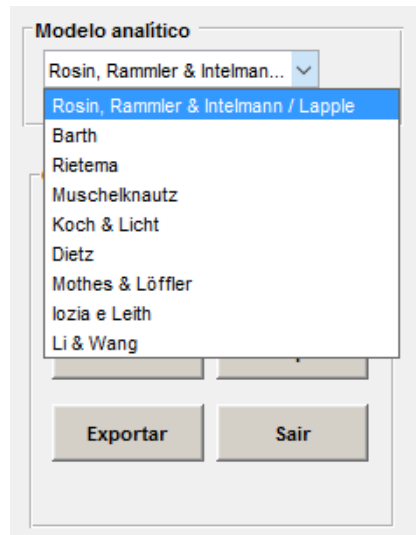 Modelo analítico
Rosin, Rammler & Intelman...
Rosin, Rammler & Intelmann / Lapple
Barth
Rietema
Muschelknautz
Koch & Licht
Dietz
Mothes & Löffler
Iozia e Leith
Li & Wang
Exportar
Sair